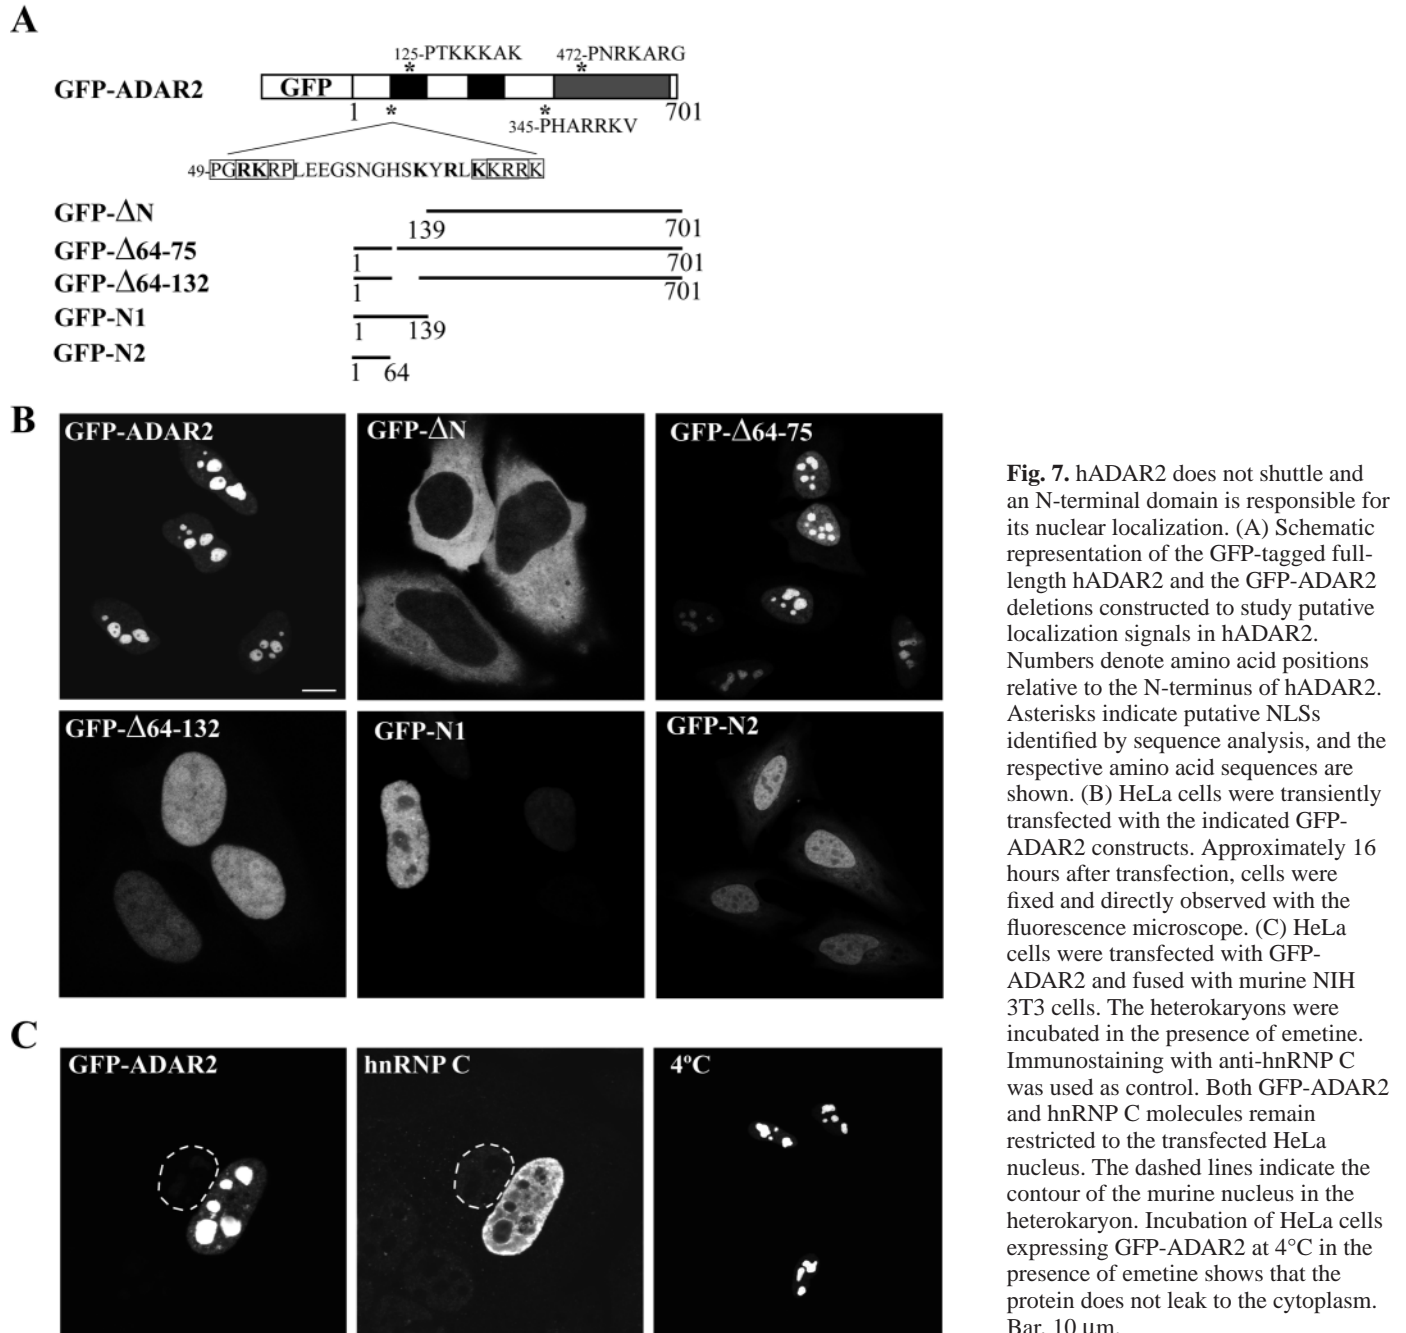 A
125-PTKKKAK
472-PNRKARG
*
*
GFP-ADAR2
GFP
1
*
*
701
345-PHARRKV
49-PGRKRPLEEGSNGHSKYRLKKRRK
GFP-ΔN
139
701
GFP-Δ64-75
1
701
GFP-Δ64-132
1
701
GFP-N1
1
139
GFP-N2
1
64
B
GFP-ADAR2
GFP-ΔN
GFP-Δ64-75
GFP-Δ64-132
GFP-N1
GFP-N2
C
GFP-ADAR2
hnRNP C
4ºC
Fig. 7. hADAR2 does not shuttle and
an N-terminal domain is responsible for
its nuclear localization. (A) Schematic
representation of the GFP-tagged full-
length hADAR2 and the GFP-ADAR2
deletions constructed to study putative
localization signals in hADAR2.
Numbers denote amino acid positions
relative to the N-terminus of hADAR2.
Asterisks indicate putative NLSs
identified by sequence analysis, and the
respective amino acid sequences are
shown. (B) HeLa cells were transiently
transfected with the indicated GFP-
ADAR2 constructs. Approximately 16
hours after transfection, cells were
fixed and directly observed with the
fluorescence microscope. (C) HeLa
cells were transfected with GFP-
ADAR2 and fused with murine NIH
3T3 cells. The heterokaryons were
incubated in the presence of emetine.
Immunostaining with anti-hnRNP C
was used as control. Both GFP-ADAR2
and hnRNP C molecules remain
restricted to the transfected HeLa
nucleus. The dashed lines indicate the
contour of the murine nucleus in the
heterokaryon. Incubation of HeLa cells
expressing GFP-ADAR2 at 4°C in the
presence of emetine shows that the
protein does not leak to the cytoplasm.
Bar, 10 μm.